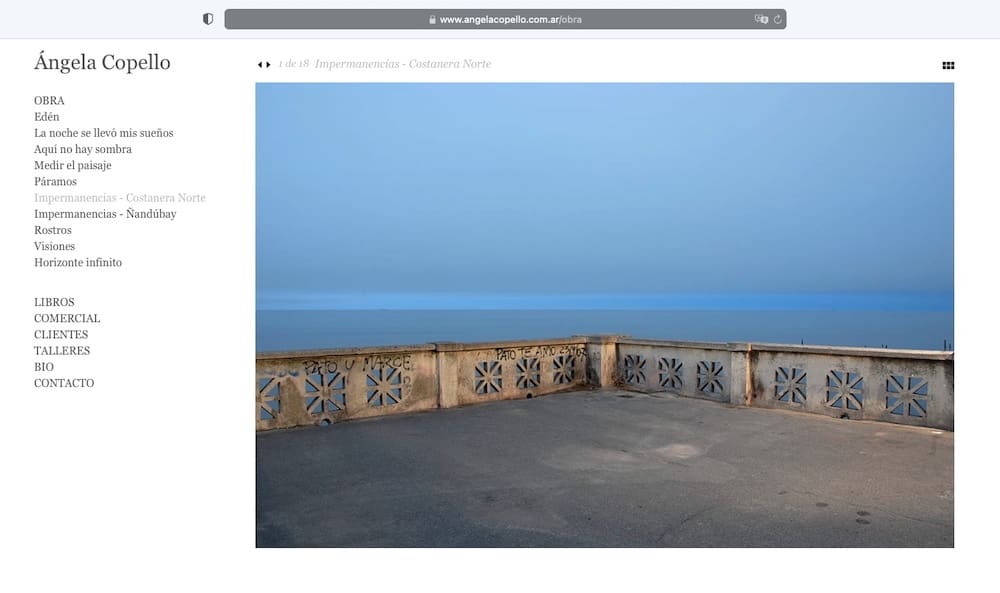 www.angelacopello.com.ar/obra
Ángela Copello
1 de 18 Impermanencias - Costanera Norte
OBRA
Edén
La noche se llevó mis sueños
Aquí no hay sombra
Medir el paisaje
Páramos
Impermanencias - Costanera Norte
Impermanencias - Ñandúbay
Rostros
Visiones
Horizonte infinito
LIBROS
COMERCIAL
CLIENTES
TALLERES
BIO
CONTACTO
PATO Y MARCE
PATO TE AMO